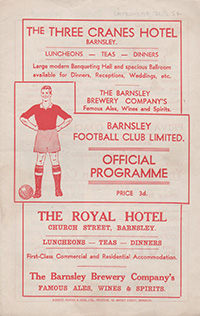 THE THREE CRANES HOTEL
BARNSLEY.
LUNCHEONS — TEAS — DINNERS
Large modern Banqueting Hall and spacious Ballroom
available for Dinners, Receptions, Weddings, etc.
THE BARNSLEY
BREWERY COMPANY'S
Famous Ales, Wines and Spirits.
BARNSLEY
FOOTBALL CLUB LIMITED.
OFFICIAL
PROGRAMME
PRICE 3d.
THE ROYAL HOTEL
CHURCH STREET, BARNSLEY.
LUNCHEONS — TEAS — DINNERS
First-Class Commercial and Residential Accommodation.
The Barnsley Brewery Company's
FAMOUS ALES, WINES & SPIRITS.